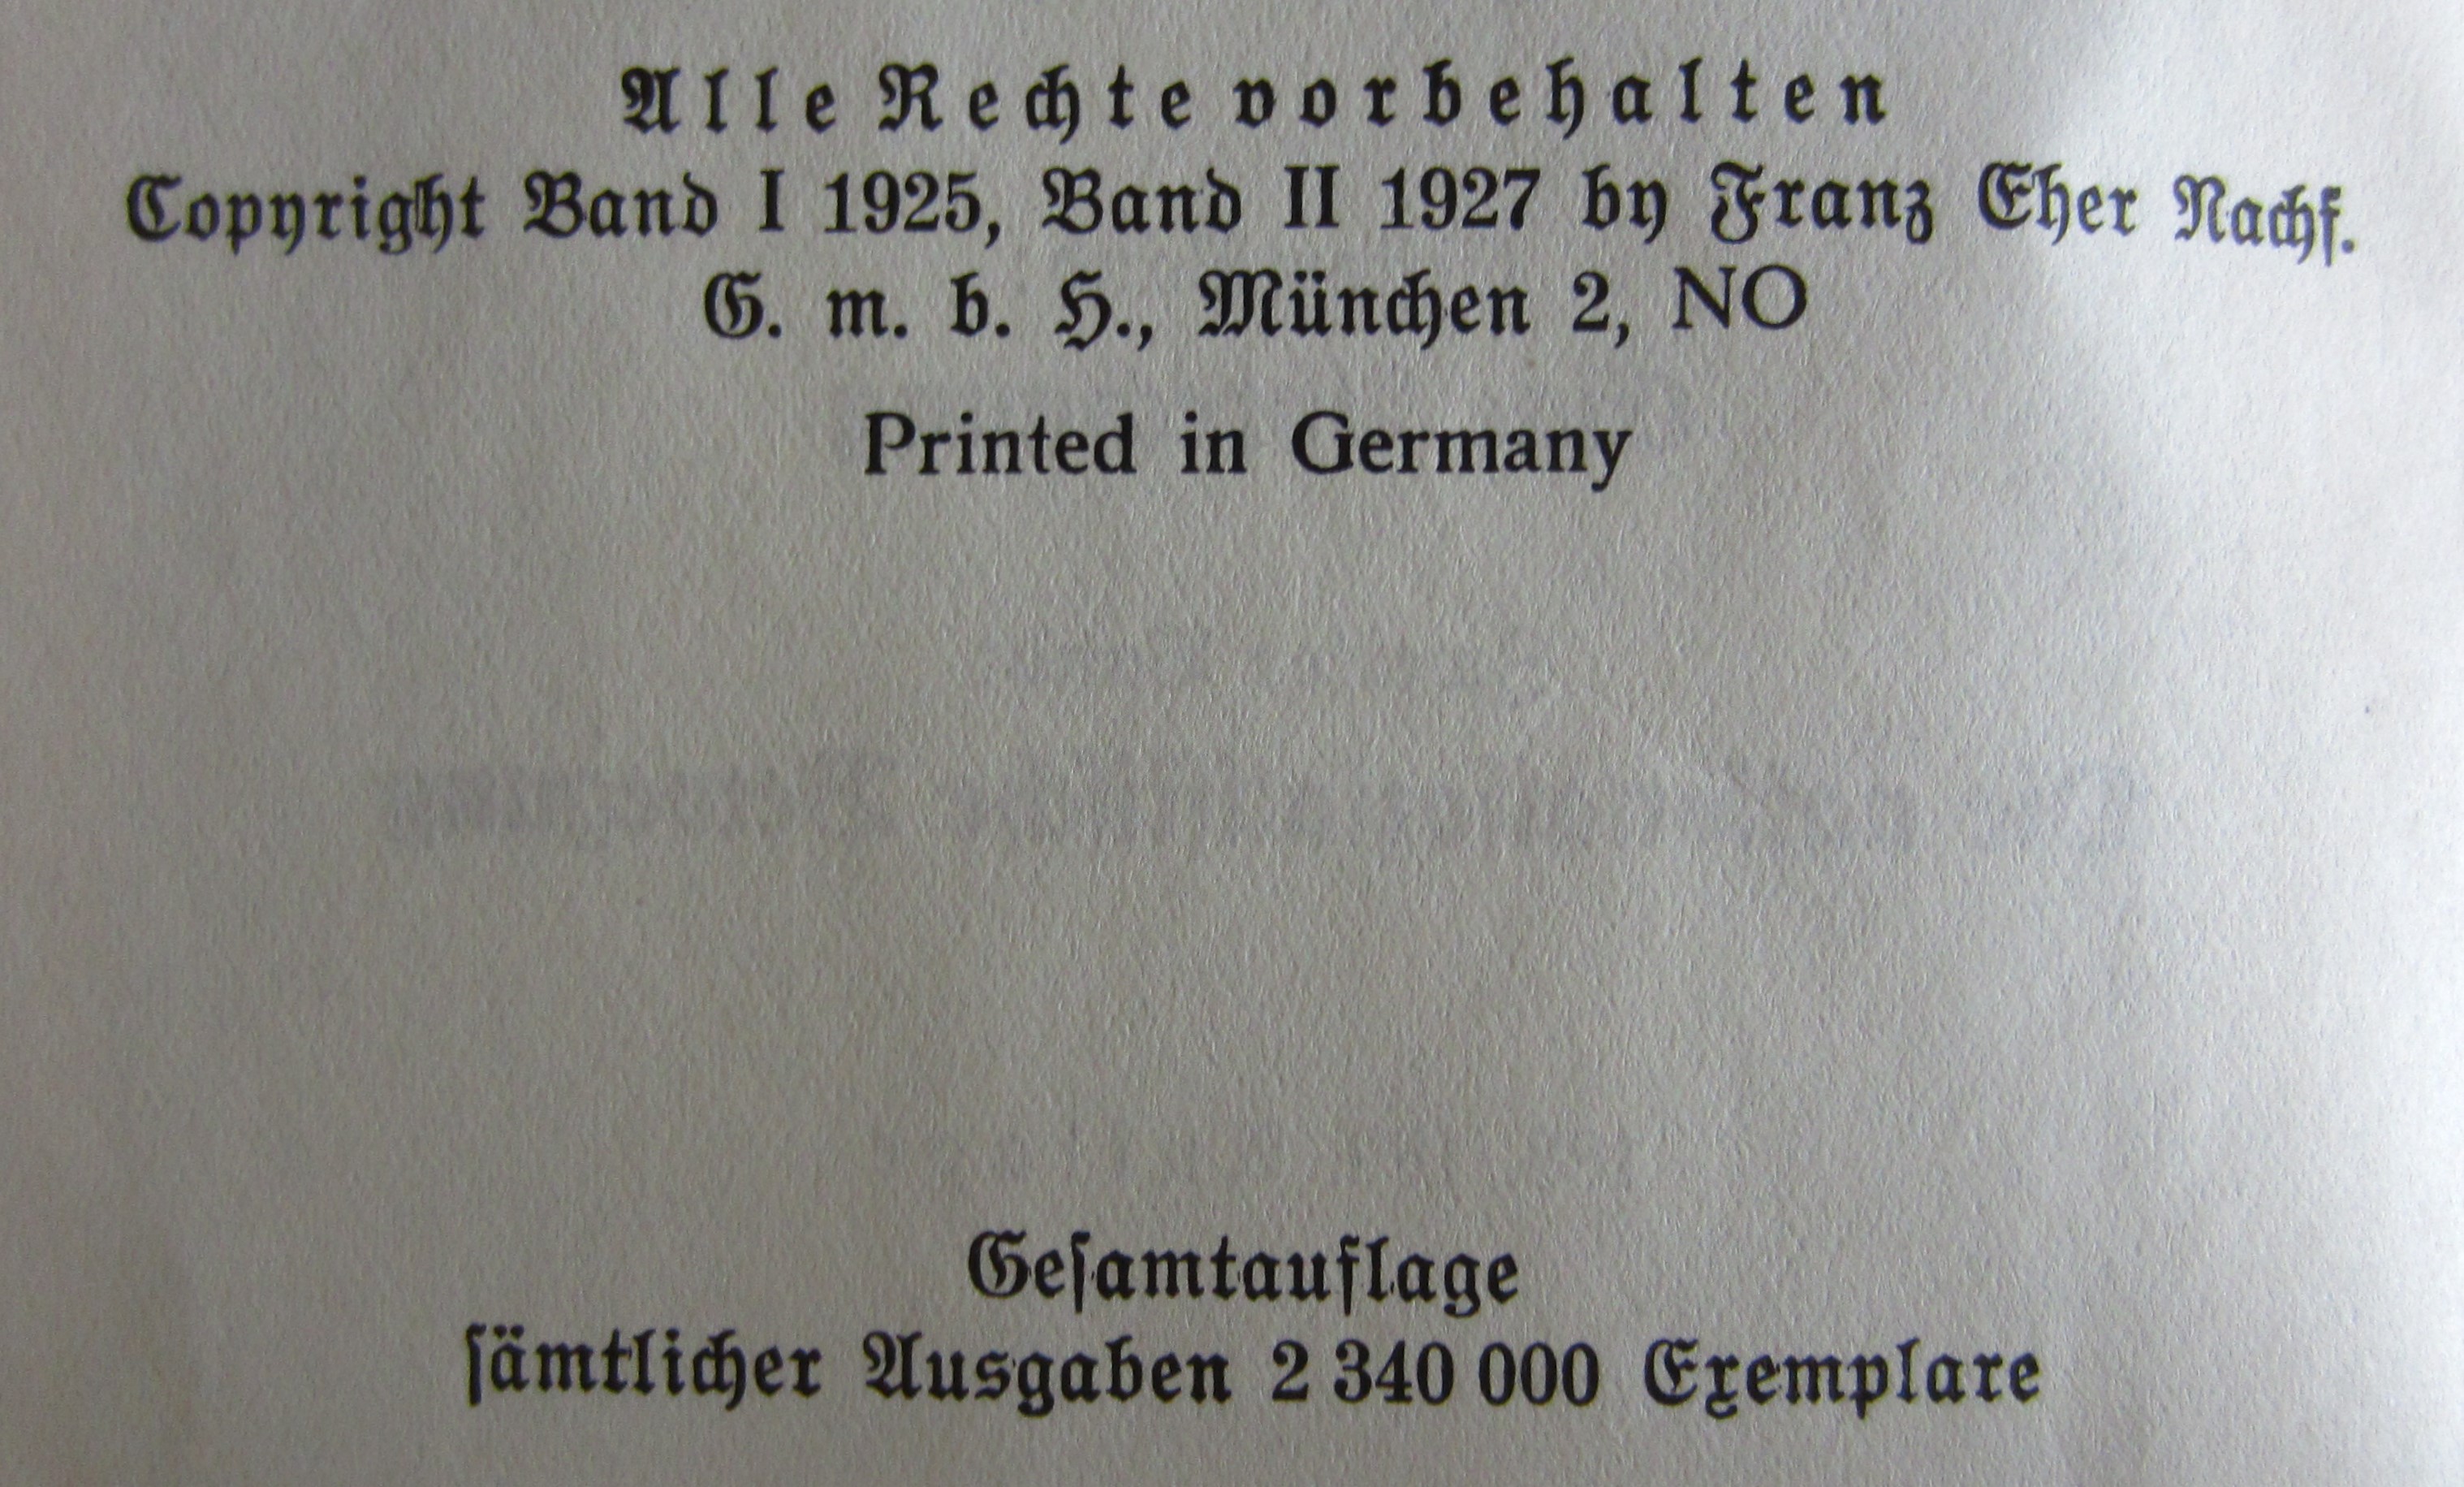 Alle Rechte vorbehalten
Copyright Band I 1925, Band II 1927 by Franz Eher Nachf.
G. m. b. H., München 2, NO
Printed in Germany
Geſamtauflage
ſämtlicher Ausgaben 2 340 000 Exemplare